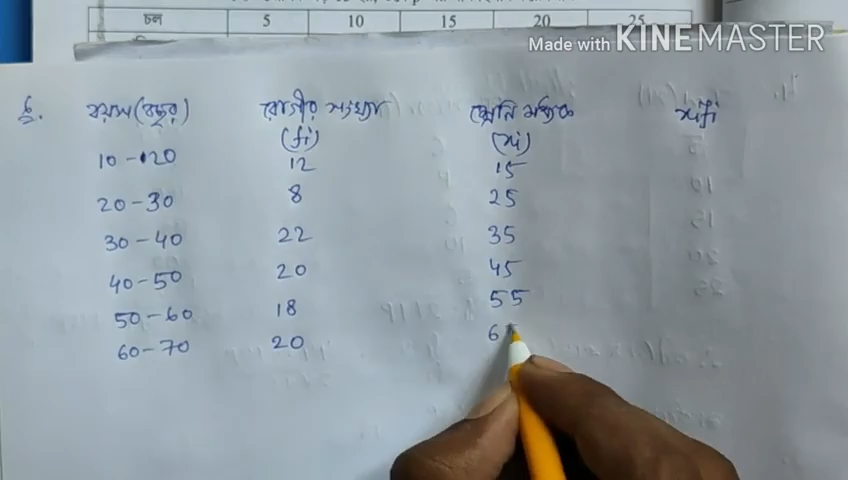 চল 5 10 15 20 25
Made with KINEMASTER
6. বয়স (বছর) রোগীর সংখ্যা শ্রেনি মধ্যক xifi
(fi) (xi)
10-20 12 15
20-30 8 25
30-40 22 35
40-50 20 45
50-60 18 55
60-70 20 6